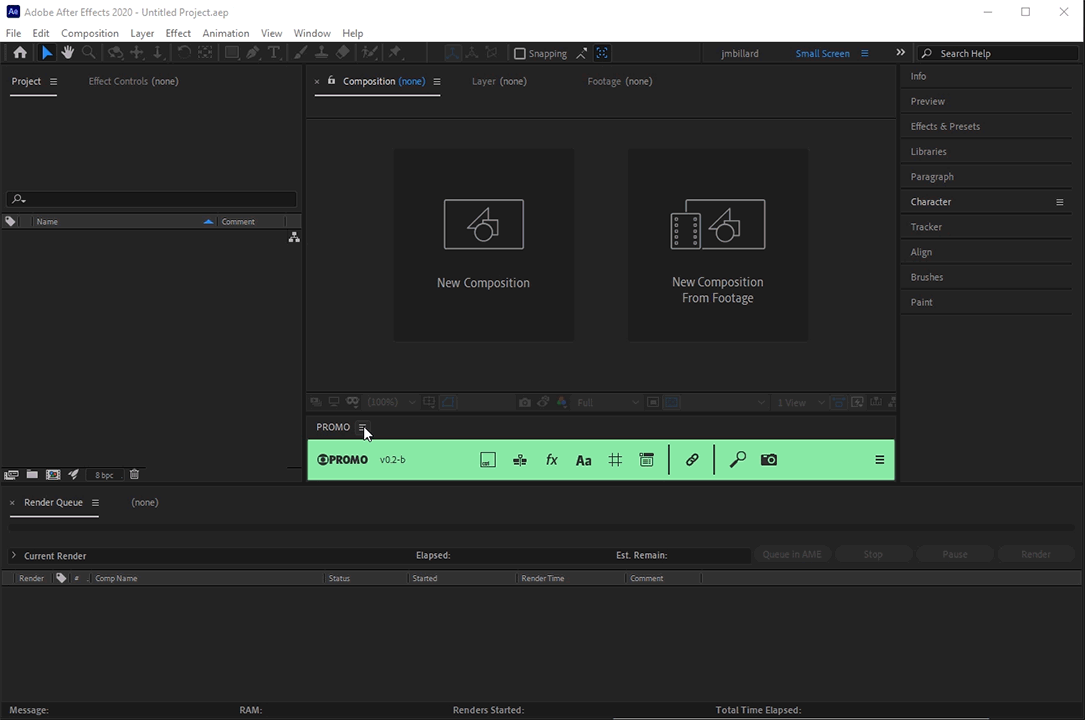 Ae Adobe After Effects 2020 - Untitled Project.aep
File Edit Composition Layer Effect Animation View Window Help
Snapping jmbillard Small Screen Search Help
Project Effect Controls (none) Composition (none) Layer (none) Footage (none) Info
Preview
Effects & Presets
Libraries
Paragraph
Character
Name Comment
Tracker
Align
Brushes
Paint
New Composition
New Composition
From Footage
(100%) Full 1 View
PROMO
PROMO v0.2-b cpt fx Aa
8 bpc
Render Queue (none)
Current Render Elapsed: Est. Remain: Queue in AME Stop Pause Render
Render # Comp Name Status Started Render Time Comment
Message: RAM: Renders Started: Total Time Elapsed: